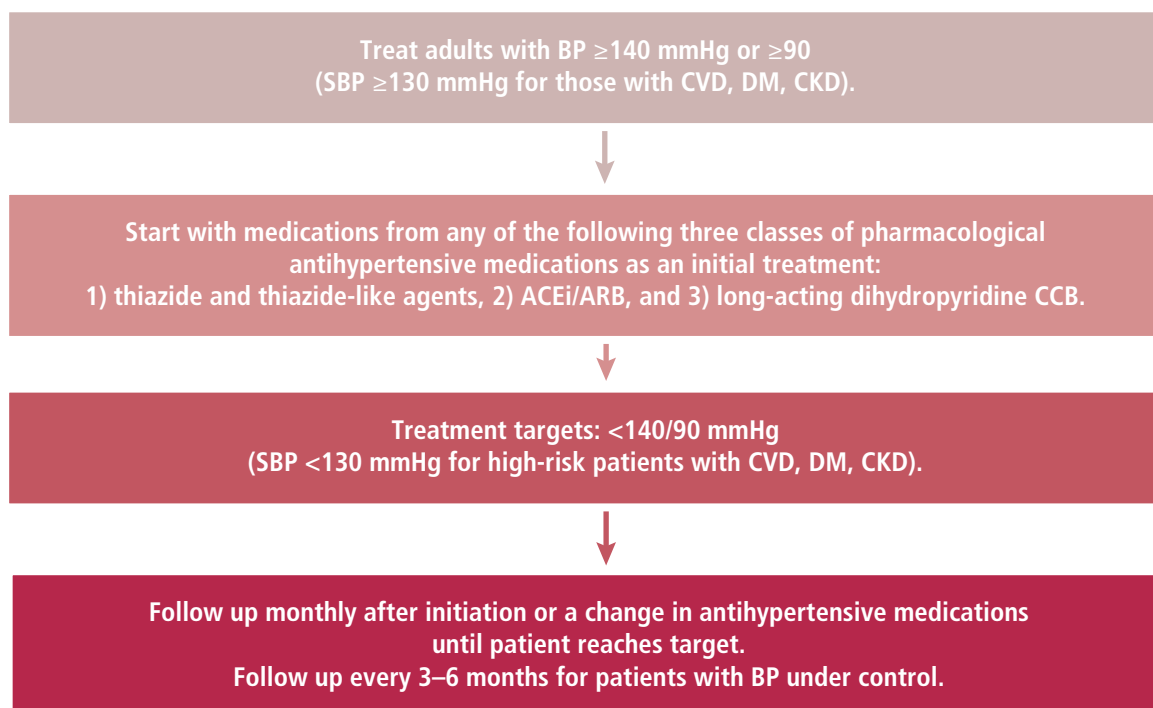 Treat adults with BP ≥140 mmHg or ≥90
(SBP ≥130 mmHg for those with CVD, DM, CKD).
Start with medications from any of the following three classes of pharmacological
antihypertensive medications as an initial treatment:
1) thiazide and thiazide-like agents, 2) ACEi/ARB, and 3) long-acting dihydropyridine CCB.
Treatment targets: <140/90 mmHg
(SBP <130 mmHg for high-risk patients with CVD, DM, CKD).
Follow up monthly after initiation or a change in antihypertensive medications
until patient reaches target.
Follow up every 3–6 months for patients with BP under control.